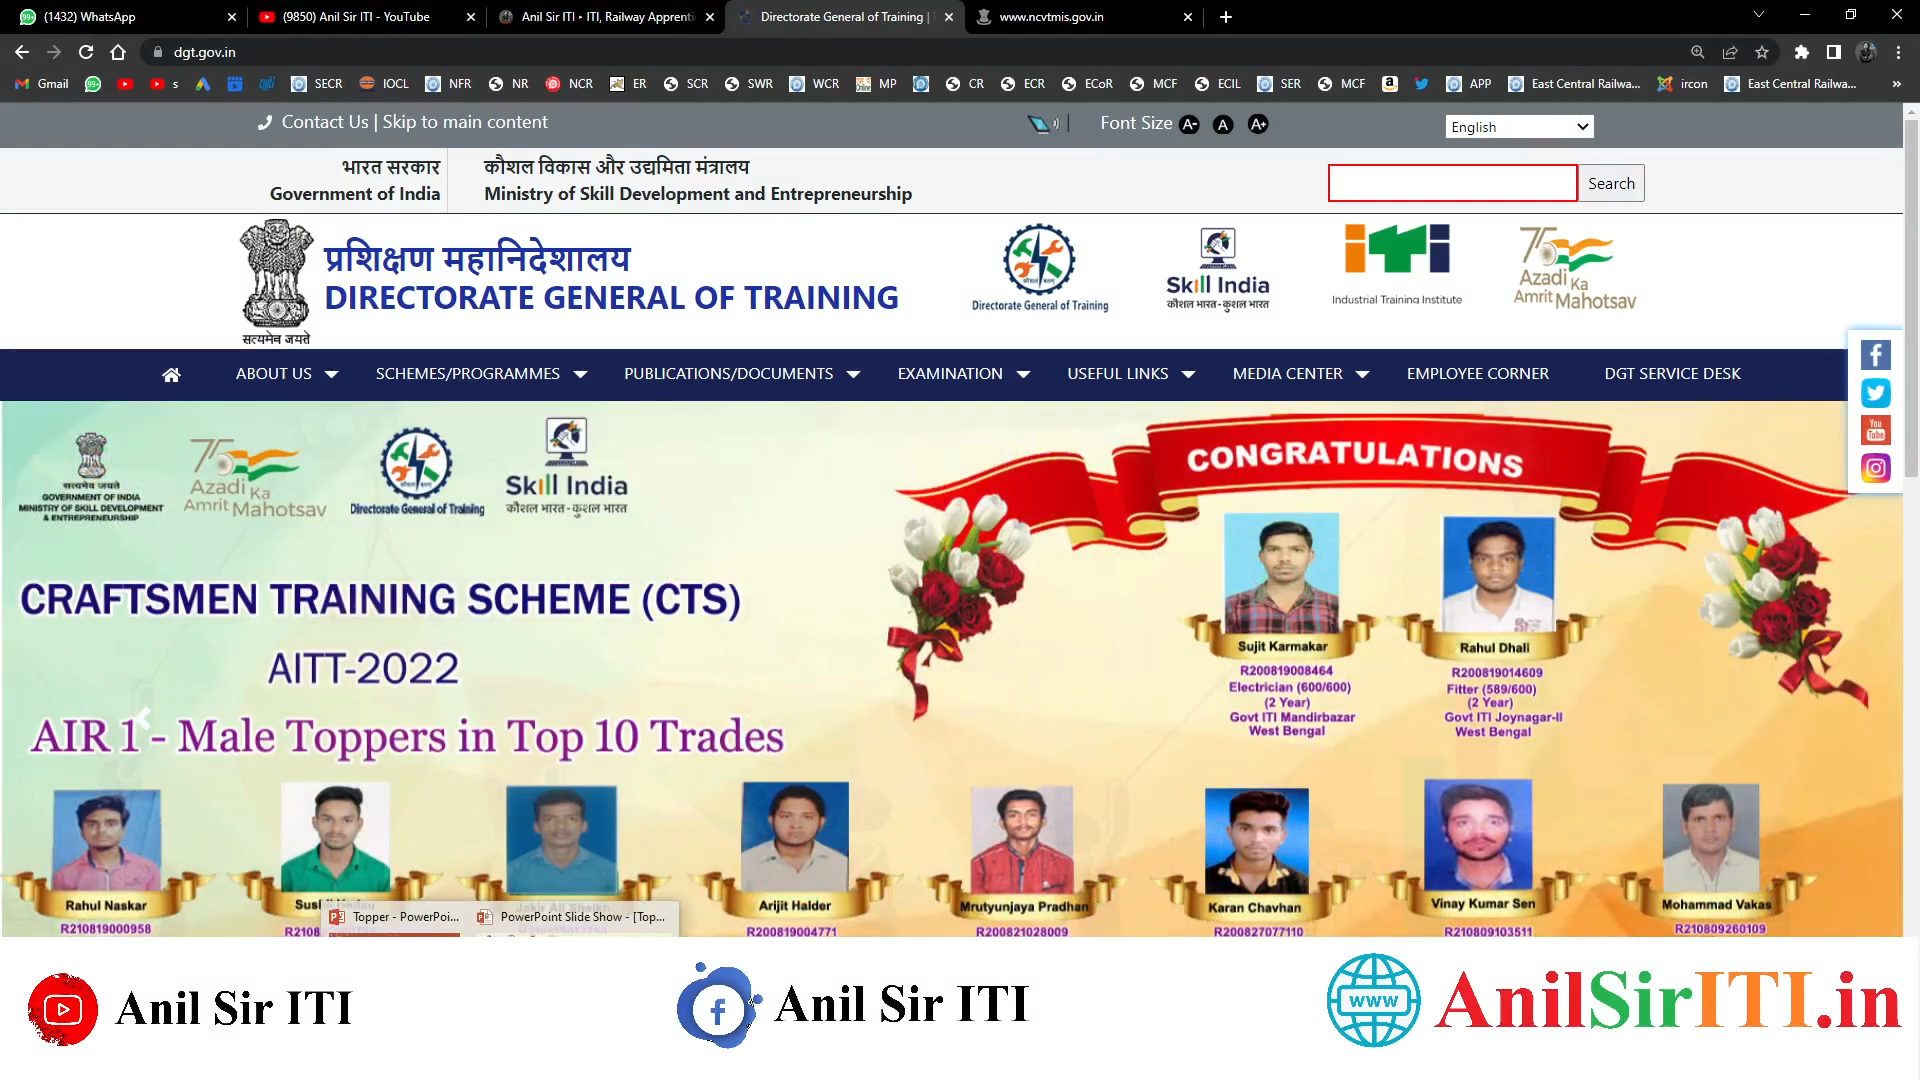 (1432) WhatsApp
(9850) Anil Sir ITI - YouTube
Anil Sir ITI • ITI, Railway Apprenti
Directorate General of Training | T
www.ncvtmis.gov.in
dgt.gov.in
Gmail
s
SECR
IOCL
NFR
NR
NCR
ER
SCR
SWR
WCR
MP
CR
ECR
ECoR
MCF
ECIL
SER
MCF
APP
East Central Railwa...
ircon
East Central Railwa...
»
Contact Us | Skip to main content
Font Size A- A A+
English
भारत सरकार
Government of India
कौशल विकास और उद्यमिता मंत्रालय
Ministry of Skill Development and Entrepreneurship
Search
सत्यमेव जयते
प्रशिक्षण महानिदेशालय
DIRECTORATE GENERAL OF TRAINING
Directorate General of Training
Skill India
कौशल भारत - कुशल भारत
iTi
Industrial Training Institute
75
Azadi Ka
Amrit Mahotsav
ABOUT US
SCHEMES/PROGRAMMES
PUBLICATIONS/DOCUMENTS
EXAMINATION
USEFUL LINKS
MEDIA CENTER
EMPLOYEE CORNER
DGT SERVICE DESK
You
Tube
सत्यमेव जयते
GOVERNMENT OF INDIA
MINISTRY OF SKILL DEVELOPMENT
& ENTREPRENEURSHIP
75
Azadi Ka
Amrit Mahotsav
Directorate General of Training
Skill India
कौशल भारत - कुशल भारत
CONGRATULATIONS
CRAFTSMEN TRAINING SCHEME (CTS)
AITT-2022
AIR 1 - Male Toppers in Top 10 Trades
Sujit Karmakar
R200819008464
Electrician (600/600)
(2 Year)
Govt ITI Mandirbazar
West Bengal
Rahul Dhali
R200819014609
Fitter (589/600)
(2 Year)
Govt ITI Joynagar-II
West Bengal
Rahul Naskar
R210819000958
Arijit Halder
R200819004771
Mrutyunjaya Pradhan
R200821028009
Karan Chavhan
R200827077110
Vinay Kumar Sen
R210809103511
Mohammad Vakas
R210809260109
Topper - PowerPoi...
PowerPoint Slide Show - [Top...
Anil Sir ITI
Anil Sir ITI
www
AnilSirITI.in